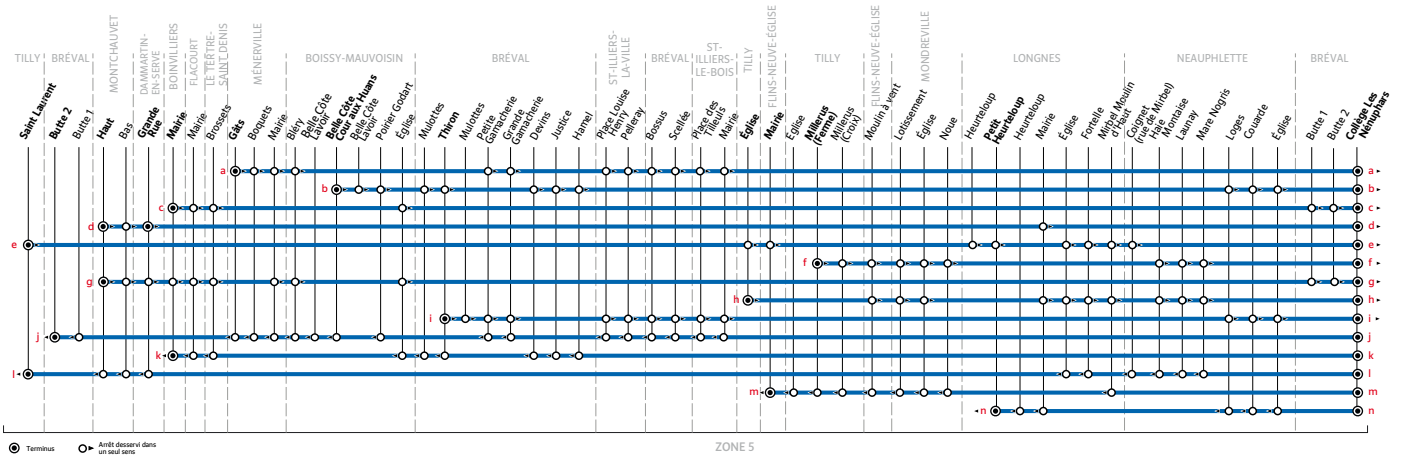 TILLY
BRÉVAL
MONTCHAUVET
DAMMARTIN-
EN-SERVE
BOINVILLIERS
FLACOURT
LE TERTRE-
SAINT-DENIS
MÉNERVILLE
BOISSY-MAUVOISIN
BRÉVAL
ST-ILLIERS-
LA-VILLE
BRÉVAL
ST-
ILLIERS-
LE-BOIS
TILLY
FLINS-NEUVE-ÉGLISE
TILLY
FLINS-NEUVE-ÉGLISE
MONDREVILLE
LONGNES
NEAUPHLETTE
BRÉVAL
Saint Laurent
Butte 2
Butte 1
Haut
Bas
Grande
Rue
Mairie
Mairie
Brossets
Gâts
Boquets
Mairie
Bléry
Belle Côte
Lavoir
Belle Côte
Cour aux Huans
Belle Côte
Lavoir
Poirier Godart
Église
Mulottes
Thiron
Mulottes
Petite
Gamacherie
Grande
Gamacherie
Devins
Justice
Hamel
Place Louise
Henry
Pelleray
Bossus
Scellée
Place des
Tilleuls
Mairie
Église
Mairie
Église
Millerus
(Ferme)
Millerus
(Croix)
Moulin à vent
Lotissement
Église
Noue
Heurteloup
Petit
Heurteloup
Heurteloup
Mairie
Église
Fortelle
Mirbel Moulin
d'Haut
Coignet
(rue de Mirbel)
Hale
Montaise
Launay
Mare Nogris
Loges
Couarde
Église
Butte 1
Butte 2
College Les
Nénuphars
a a
b b
c c
d d
e e
f f
g g
h h
i i
j j
k k
l l
m m
n n
Terminus
Arrêt desservi dans
un seul sens
ZONE 5